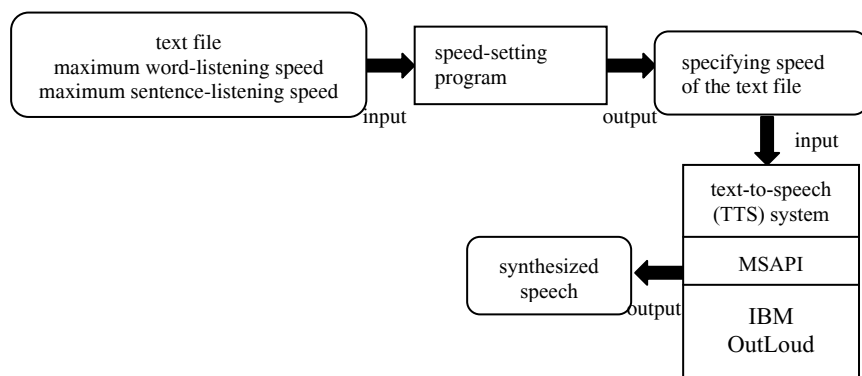 text file
maximum word-listening speed
maximum sentence-listening speed
input
speed-setting
program
output
specifying speed
of the text file
input
text-to-speech
(TTS) system
MSAPI
IBM
OutLoud
output
synthesized
speech